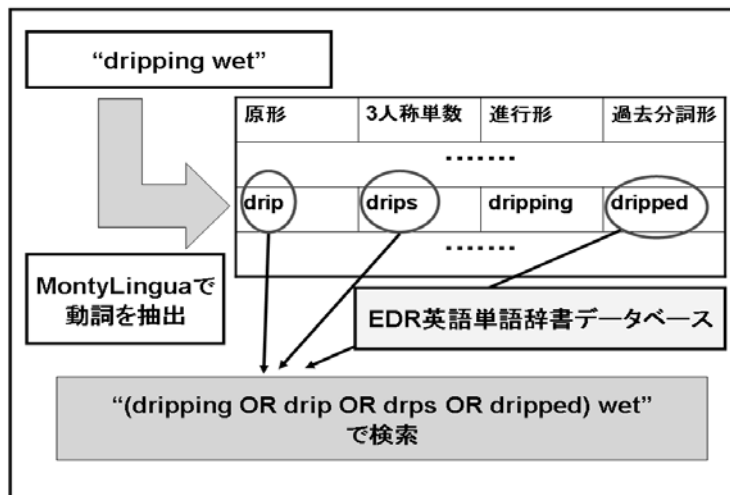 “dripping wet”
原形 3人称単数 進行形 過去分詞形
.......
drip drips dripping dripped
.......
MontyLinguaで
動詞を抽出
EDR英語単語辞書データベース
“(dripping OR drip OR drps OR dripped) wet”
で検索